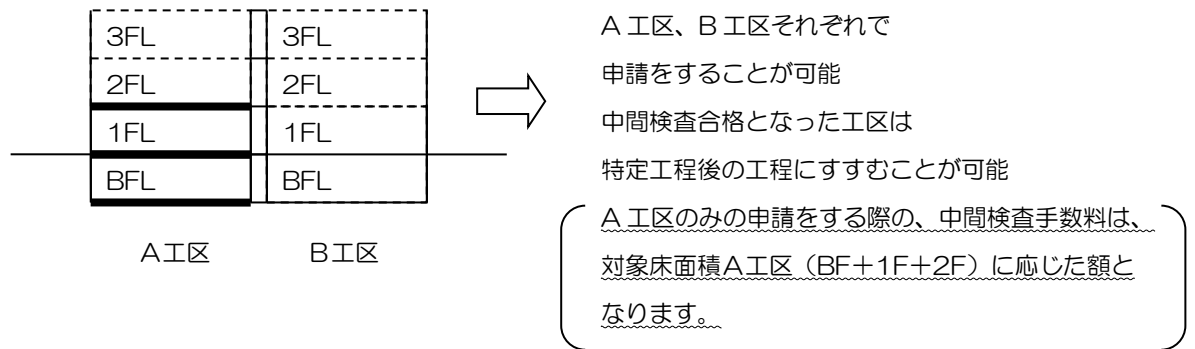 3FL 3FL
2FL 2FL
1FL 1FL
BFL BFL
A工区 B工区
A工区、B工区それぞれで
申請をすることが可能
中間検査合格となった工区は
特定工程後の工程にすすむことが可能
A工区のみの申請をする際の、中間検査手数料は、
対象床面積A工区（BF＋1F＋2F）に応じた額と
なります。